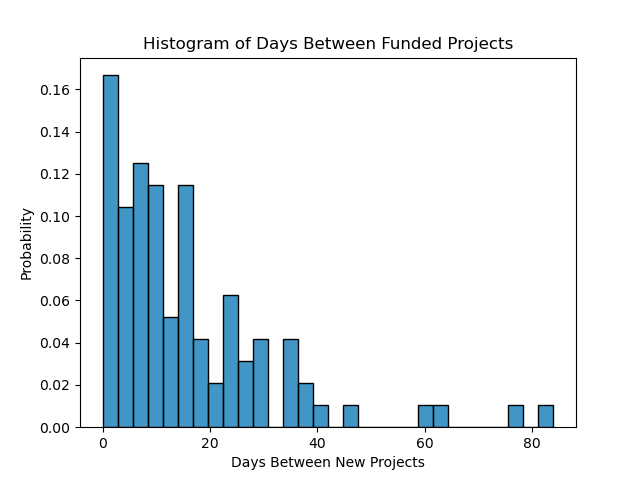 Histogram of Days Between Funded Projects
0.16
0.14
0.12
0.10
0.08
0.06
0.04
0.02
0.00
Probability
0 20 40 60 80
Days Between New Projects